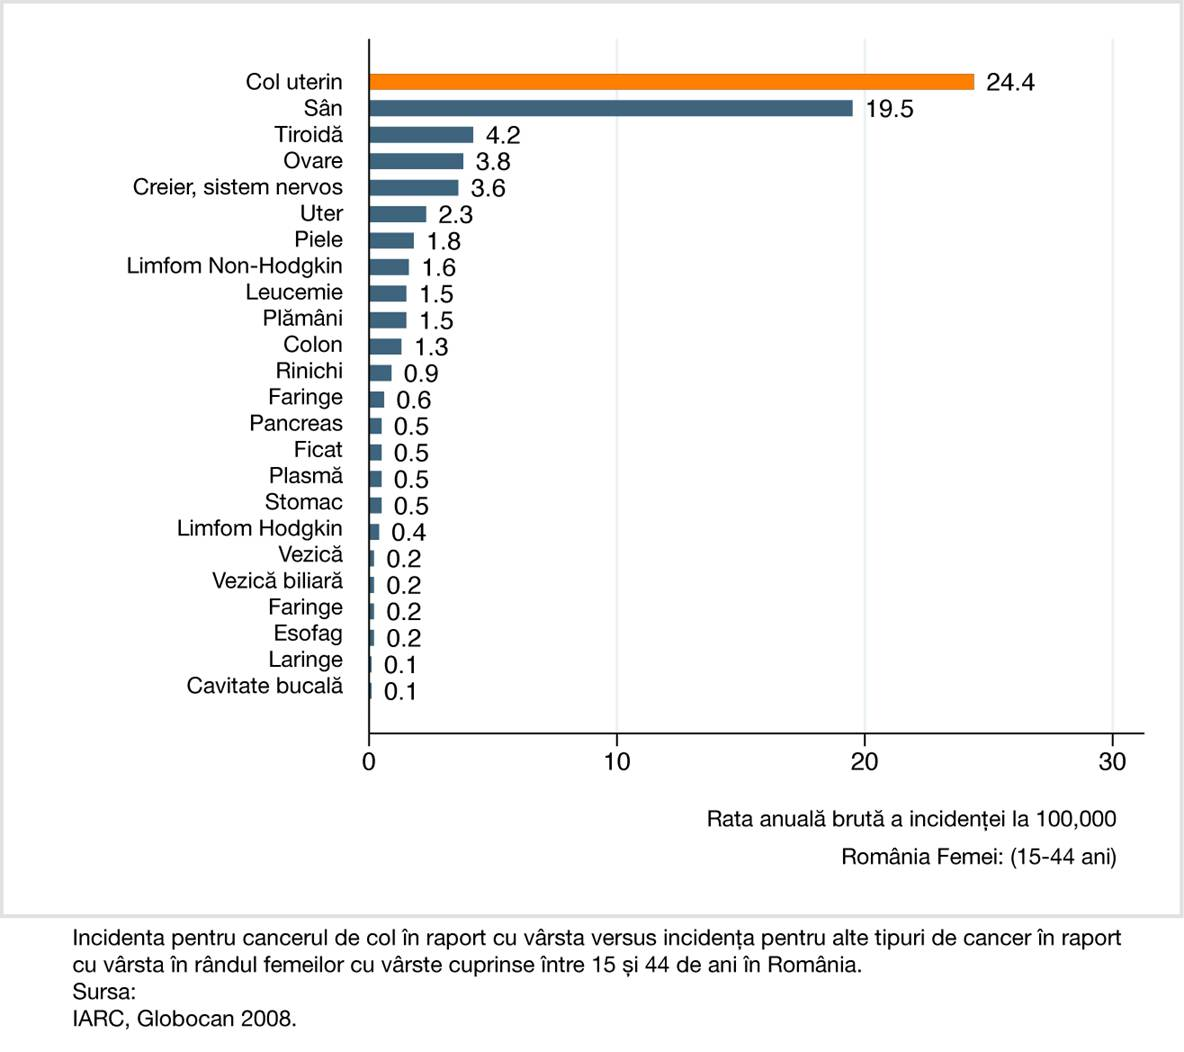 Col uterin 24.4
Sân 19.5
Tiroidă 4.2
Ovare 3.8
Creier, sistem nervos 3.6
Uter 2.3
Piele 1.8
Limfom Non-Hodgkin 1.6
Leucemie 1.5
Plămâni 1.5
Colon 1.3
Rinichi 0.9
Faringe 0.6
Pancreas 0.5
Ficat 0.5
Plasmă 0.5
Stomac 0.5
Limfom Hodgkin 0.4
Vezică 0.2
Vezică biliară 0.2
Faringe 0.2
Esofag 0.2
Laringe 0.1
Cavitate bucală 0.1
0 10 20 30
Rata anuală brută a incidenței la 100,000
România Femei: (15-44 ani)
Incidenta pentru cancerul de col în raport cu vârsta versus incidența pentru alte tipuri de cancer în raport
cu vârsta în rândul femeilor cu vârste cuprinse între 15 și 44 de ani în România.
Sursa:
IARC, Globocan 2008.